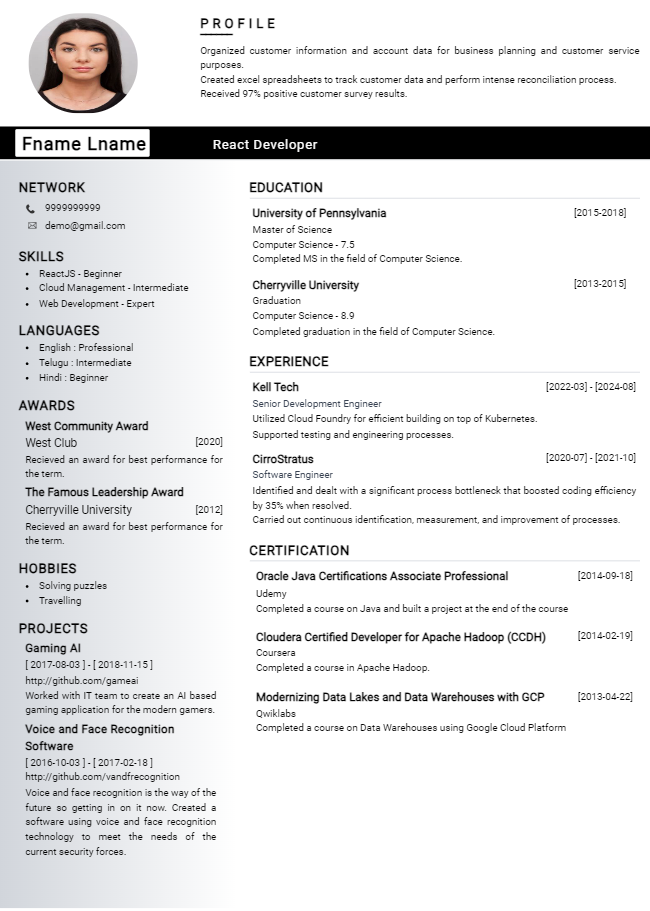 PROFILE
Organized customer information and account data for business planning and customer service
purposes.
Created excel spreadsheets to track customer data and perform intense reconciliation process.
Received 97% positive customer survey results.
Fname Lname
React Developer
NETWORK
9999999999
demo@gmail.com
SKILLS
• ReactJS - Beginner
• Cloud Management - Intermediate
• Web Development - Expert
LANGUAGES
• English : Professional
• Telugu : Intermediate
• Hindi : Beginner
AWARDS
West Community Award
West Club [2020]
Recieved an award for best performance for
the term.
The Famous Leadership Award
Cherryville University [2012]
Recieved an award for best performance for
the term.
HOBBIES
• Solving puzzles
• Travelling
PROJECTS
Gaming AI
[ 2017-08-03 ] - [ 2018-11-15 ]
http://github.com/gameai
Worked with IT team to create an AI based
gaming application for the modern gamers.
Voice and Face Recognition
Software
[ 2016-10-03 ] - [ 2017-02-18 ]
http://github.com/vandfrecognition
Voice and face recognition is the way of the
future so getting in on it now. Created a
software using voice and face recognition
technology to meet the needs of the
current security forces.
EDUCATION
University of Pennsylvania [2015-2018]
Master of Science
Computer Science - 7.5
Completed MS in the field of Computer Science.
Cherryville University [2013-2015]
Graduation
Computer Science - 8.9
Completed graduation in the field of Computer Science.
EXPERIENCE
Kell Tech [2022-03] - [2024-08]
Senior Development Engineer
Utilized Cloud Foundry for efficient building on top of Kubernetes.
Supported testing and engineering processes.
CirroStratus [2020-07] - [2021-10]
Software Engineer
Identified and dealt with a significant process bottleneck that boosted coding efficiency
by 35% when resolved.
Carried out continuous identification, measurement, and improvement of processes.
CERTIFICATION
Oracle Java Certifications Associate Professional [2014-09-18]
Udemy
Completed a course on Java and built a project at the end of the course
Cloudera Certified Developer for Apache Hadoop (CCDH) [2014-02-19]
Coursera
Completed a course in Apache Hadoop.
Modernizing Data Lakes and Data Warehouses with GCP [2013-04-22]
Qwiklabs
Completed a course on Data Warehouses using Google Cloud Platform